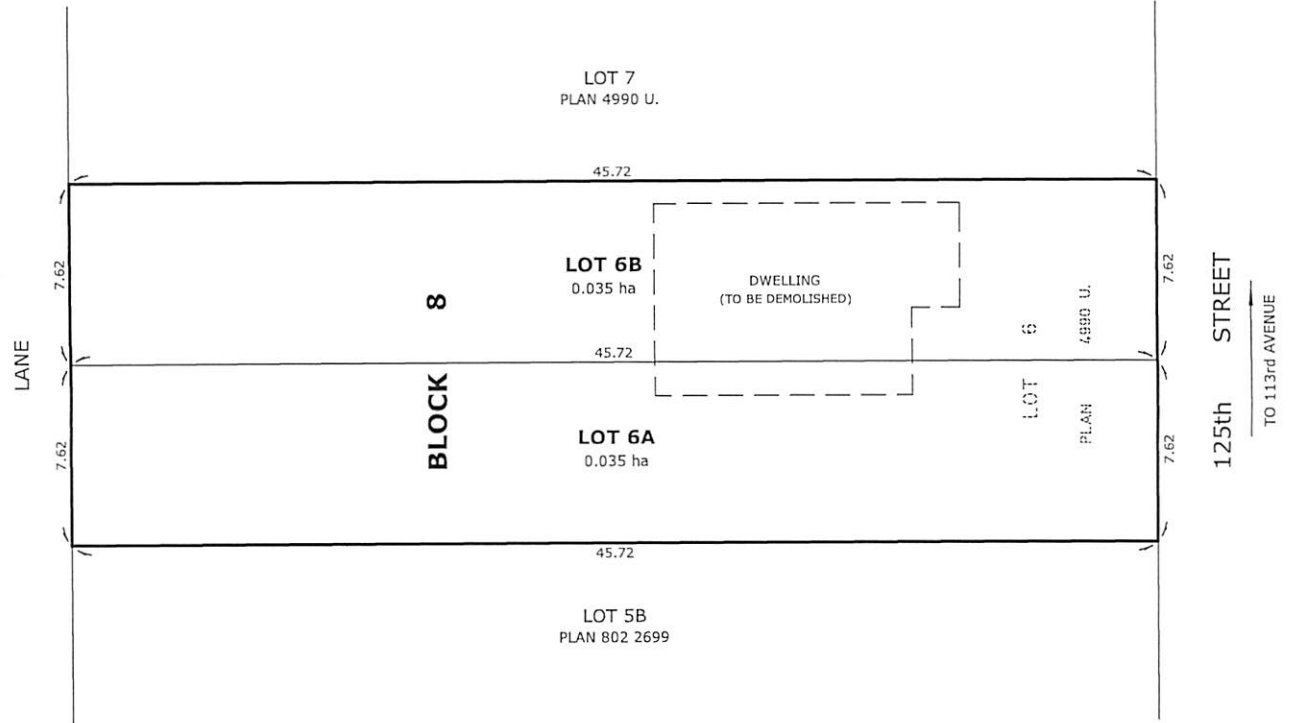 LOT 7
PLAN 4990 U.
45.72
7.62
LOT 6B
0.035 ha
DWELLING
(TO BE DEMOLISHED)
7.62
45.72
LANE
BLOCK 8
LOT 6
PLAN 4990 U.
125th STREET
TO 113rd AVENUE
7.62
LOT 6A
0.035 ha
7.62
45.72
LOT 5B
PLAN 802 2699